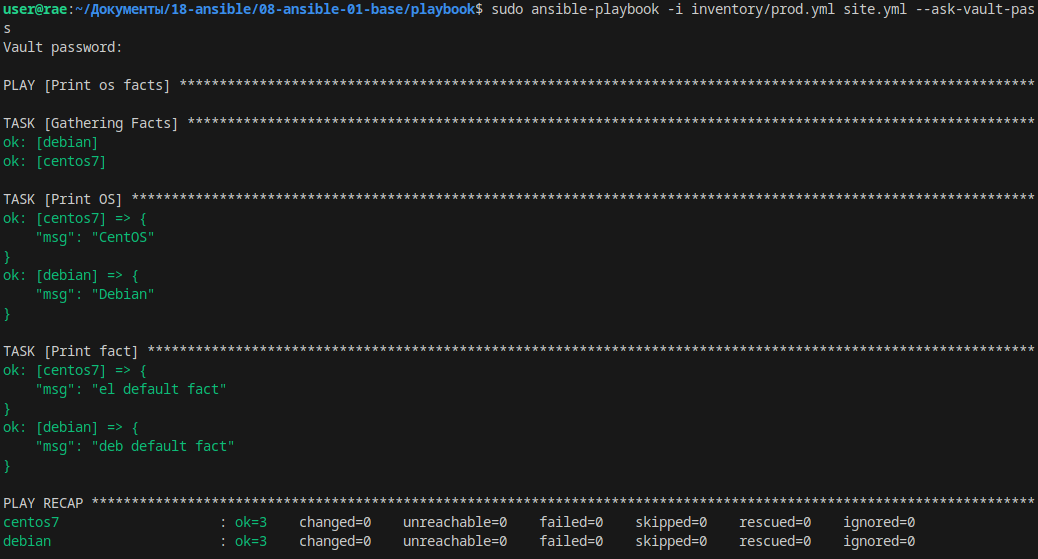 user@rae:~/Документы/18-ansible/08-ansible-01-base/playbook$ sudo ansible-playbook -i inventory/prod.yml site.yml --ask-vault-pas
s
Vault password:
PLAY [Print os facts] ***********************************************************************************************************
TASK [Gathering Facts] **********************************************************************************************************
ok: [debian]
ok: [centos7]
TASK [Print OS] *****************************************************************************************************************
ok: [centos7] => {
    "msg": "CentOS"
}
ok: [debian] => {
    "msg": "Debian"
}
TASK [Print fact] ***************************************************************************************************************
ok: [centos7] => {
    "msg": "el default fact"
}
ok: [debian] => {
    "msg": "deb default fact"
}
PLAY RECAP **********************************************************************************************************************
centos7                    : ok=3    changed=0    unreachable=0    failed=0    skipped=0    rescued=0    ignored=0
debian                     : ok=3    changed=0    unreachable=0    failed=0    skipped=0    rescued=0    ignored=0